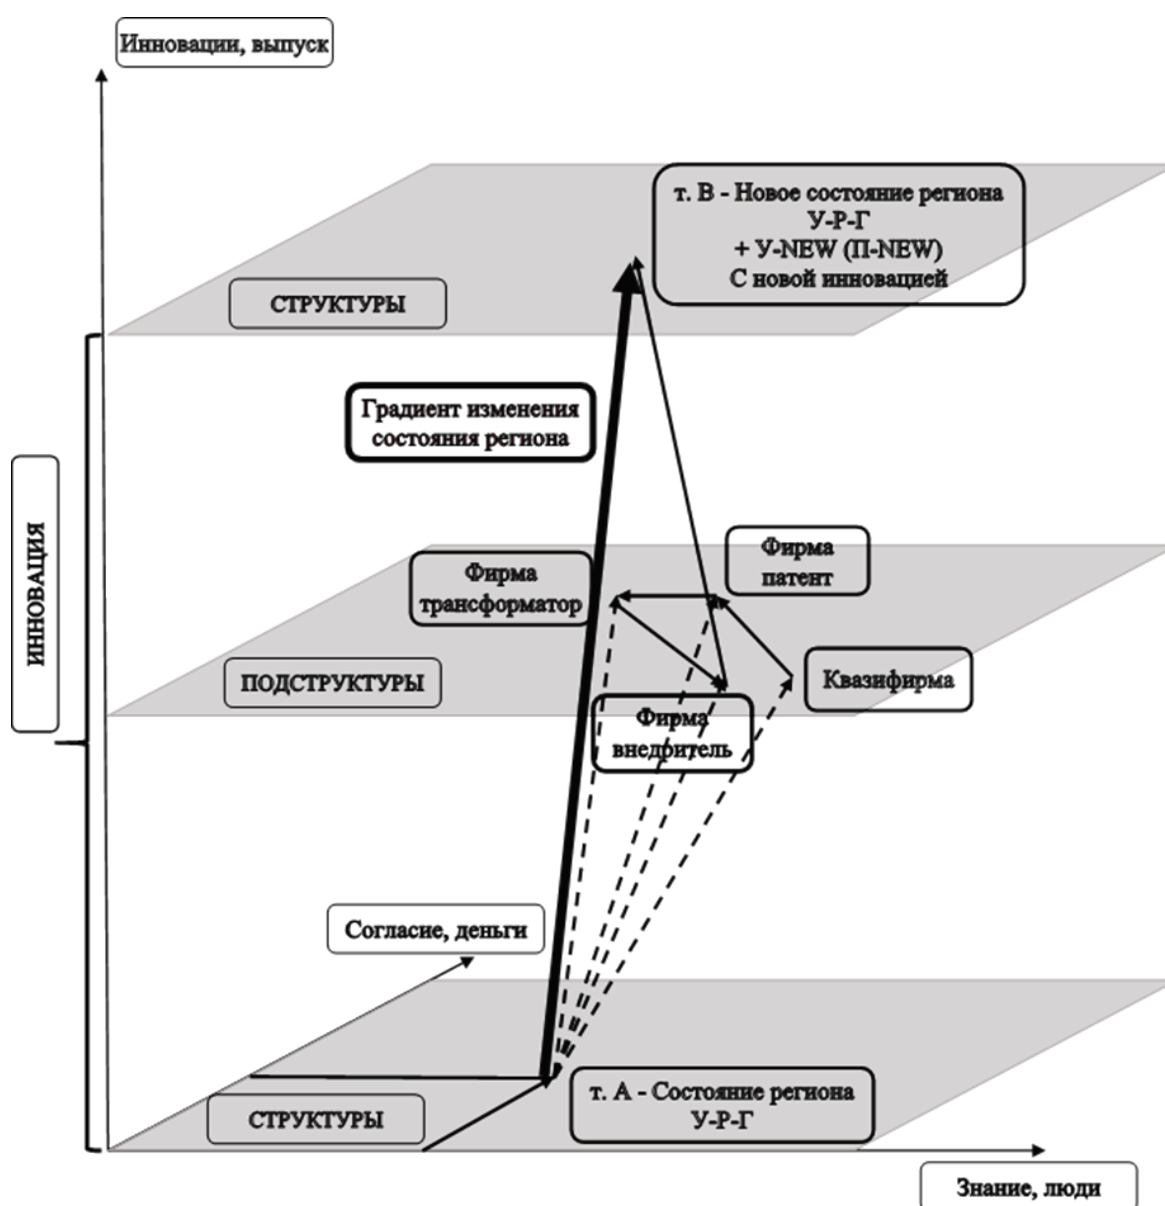 Инновации, выпуск
т. В - Новое состояние региона
У-Р-Г
+ У-NEW (П-NEW)
С новой инновацией
СТРУКТУРЫ
Градиент изменения
состояния региона
ИННОВАЦИЯ
Фирма
патент
Фирма
трансформатор
ПОДСТРУКТУРЫ
Квазифирма
Фирма
внедритель
Согласие, деньги
т. А - Состояние региона
У-Р-Г
СТРУКТУРЫ
Знание, люди